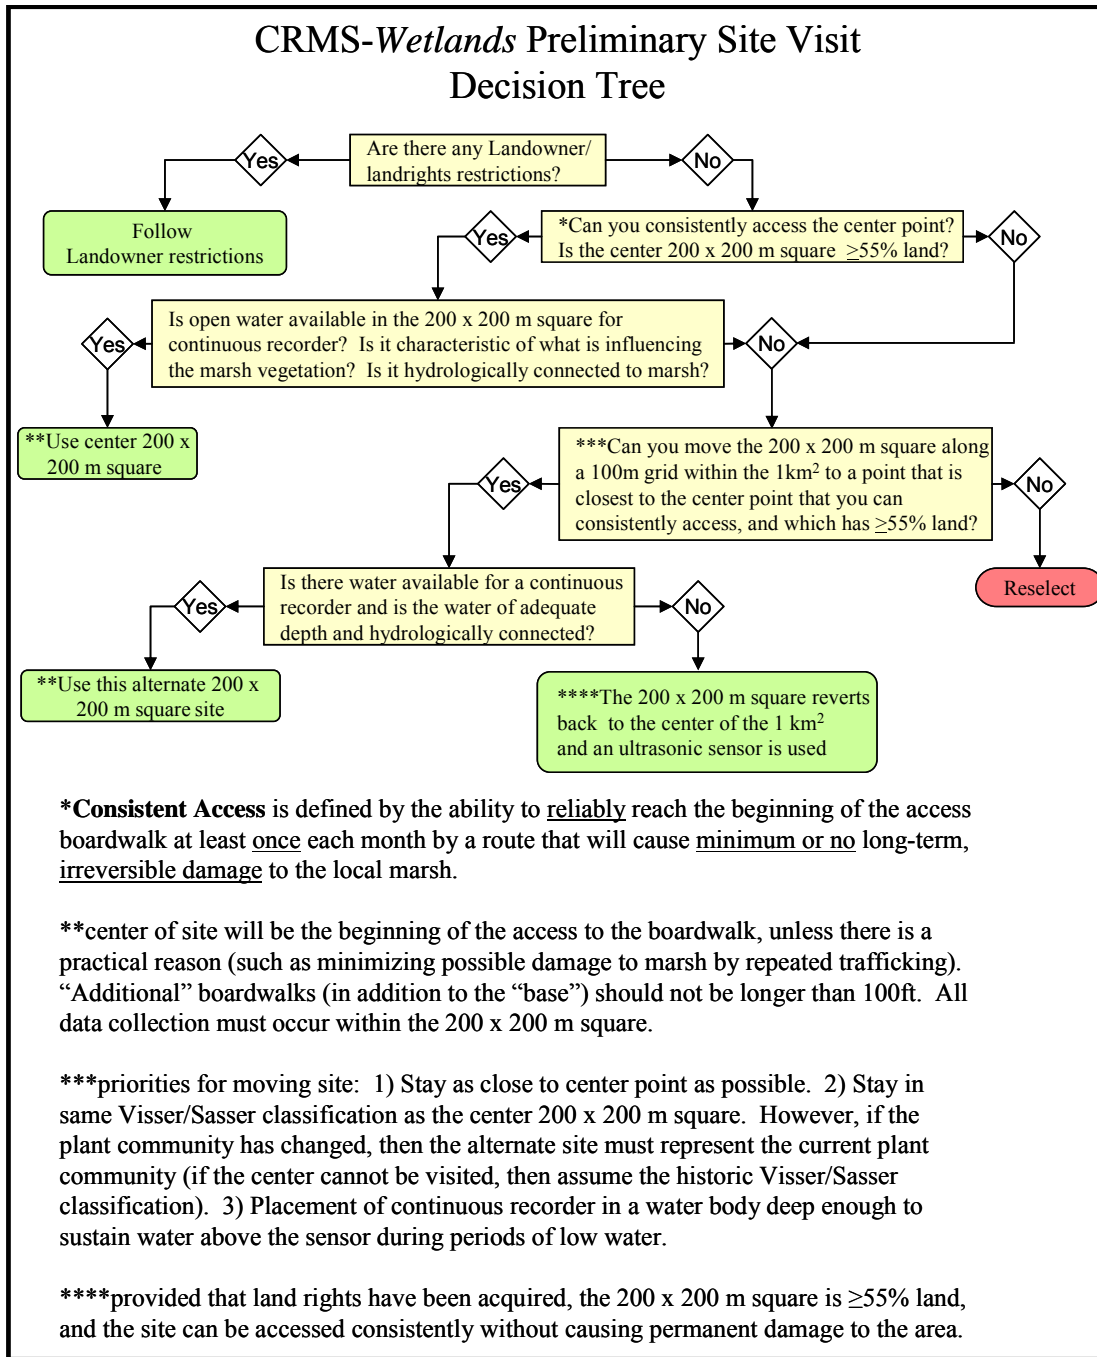 CRMS-Wetlands Preliminary Site Visit
Decision Tree
Yes
Are there any Landowner/
landrights restrictions?
No
Follow
Landowner restrictions
Yes
*Can you consistently access the center point?
Is the center 200 x 200 m square ≥55% land?
No
Yes
Is open water available in the 200 x 200 m square for
continuous recorder? Is it characteristic of what is influencing
the marsh vegetation? Is it hydrologically connected to marsh?
No
**Use center 200 x
200 m square
Yes
***Can you move the 200 x 200 m square along
a 100m grid within the 1km² to a point that is
closest to the center point that you can
consistently access, and which has ≥55% land?
No
Reselect
Yes
Is there water available for a continuous
recorder and is the water of adequate
depth and hydrologically connected?
No
**Use this alternate 200 x
200 m square site
****The 200 x 200 m square reverts
back to the center of the 1 km²
and an ultrasonic sensor is used
*Consistent Access is defined by the ability to reliably reach the beginning of the access
boardwalk at least once each month by a route that will cause minimum or no long-term,
irreversible damage to the local marsh.
**center of site will be the beginning of the access to the boardwalk, unless there is a
practical reason (such as minimizing possible damage to marsh by repeated trafficking).
“Additional” boardwalks (in addition to the “base”) should not be longer than 100ft. All
data collection must occur within the 200 x 200 m square.
***priorities for moving site: 1) Stay as close to center point as possible. 2) Stay in
same Visser/Sasser classification as the center 200 x 200 m square. However, if the
plant community has changed, then the alternate site must represent the current plant
community (if the center cannot be visited, then assume the historic Visser/Sasser
classification). 3) Placement of continuous recorder in a water body deep enough to
sustain water above the sensor during periods of low water.
****provided that land rights have been acquired, the 200 x 200 m square is ≥55% land,
and the site can be accessed consistently without causing permanent damage to the area.